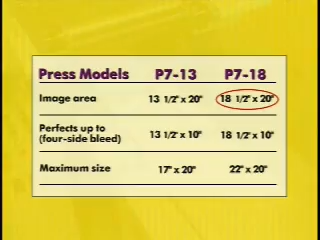 Press Models P7-13 P7-18
Image area 13 1/2" x 20" 18 1/2" x 20"
Perfects up to
(four-side bleed) 13 1/2" x 10" 18 1/2" x 10"
Maximum size 17" x 20" 22" x 20"